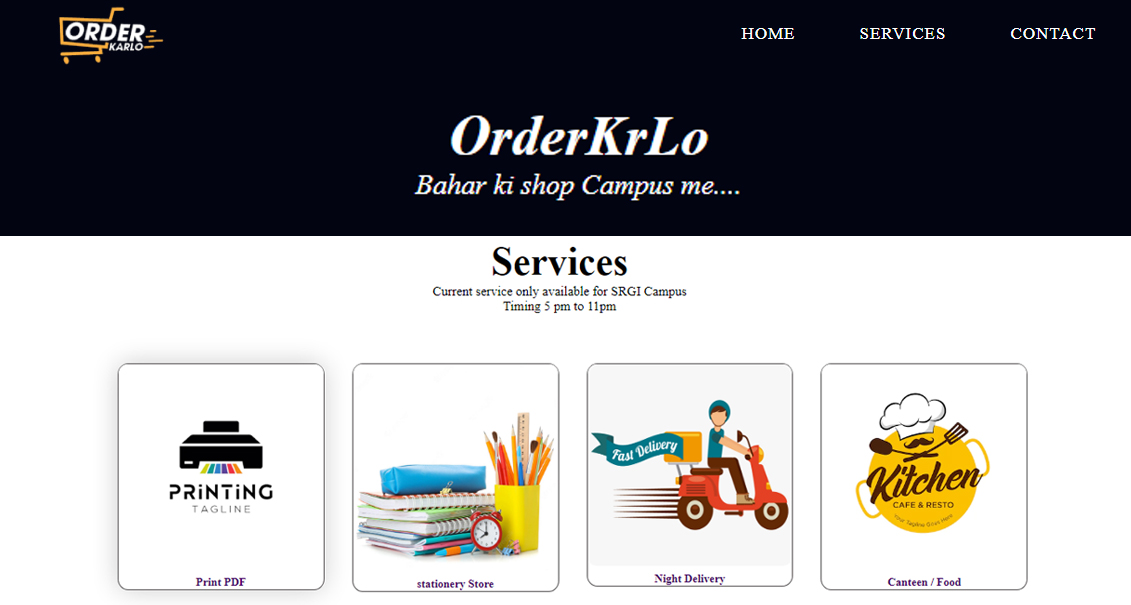 ORDER
KARLO
HOME SERVICES CONTACT
OrderKrLo
Bahar ki shop Campus me....
Services
Current service only available for SRGI Campus
Timing 5 pm to 11pm
PRiNTiNG
TAGLINE
Print PDF
stationery Store
Fast Delivery
Night Delivery
Kitchen
CAFE & RESTO
Your Tagline Goes Here
Canteen / Food